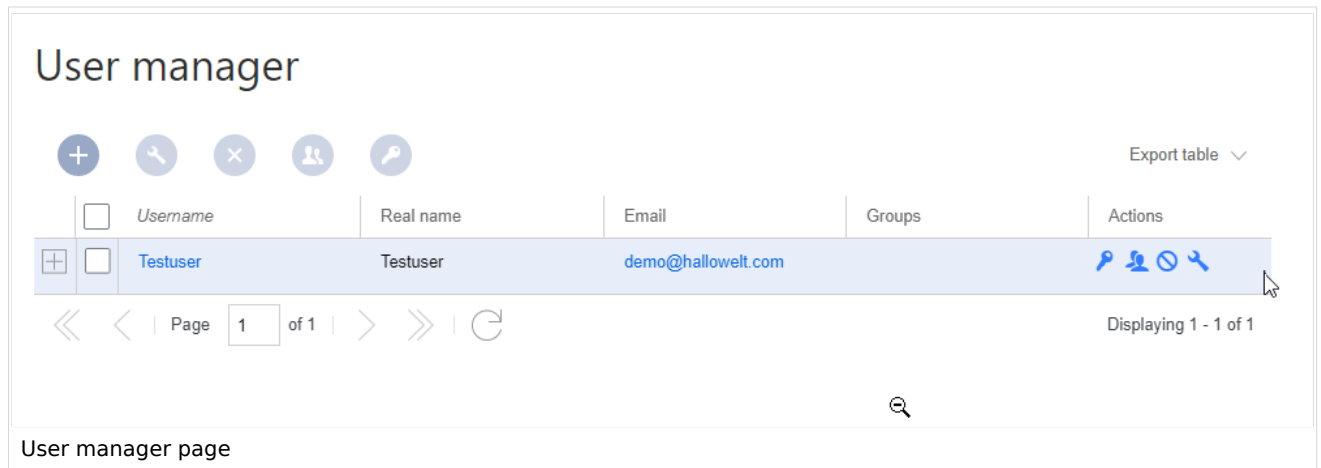 User manager
Export table
Username Real name Email Groups Actions
Testuser Testuser demo@hallowelt.com
Page 1 of 1 Displaying 1 - 1 of 1
User manager page